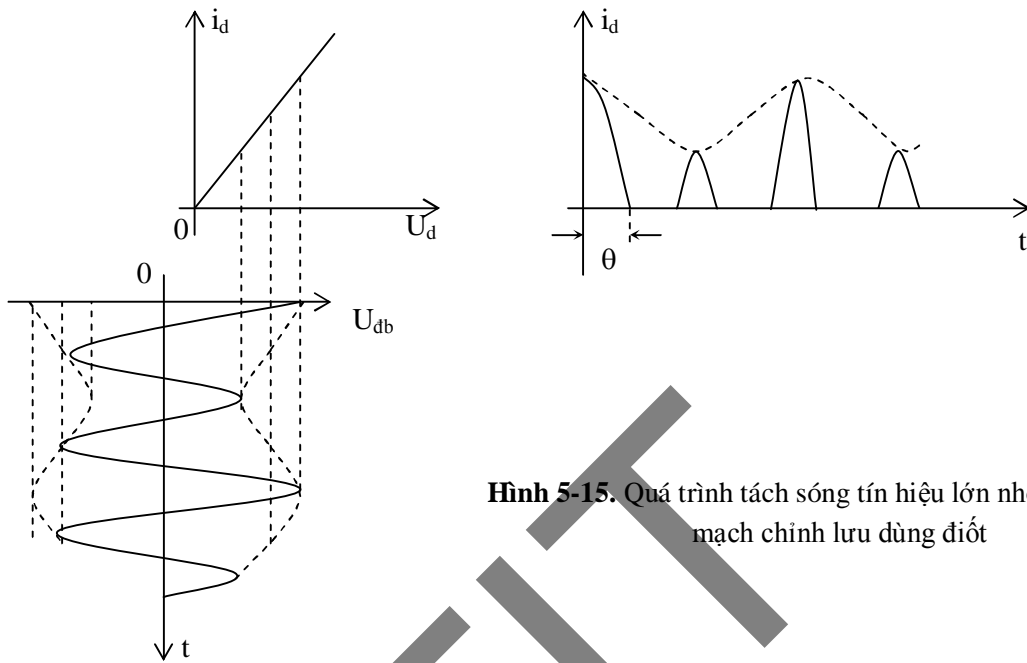 i_d
i_d
0
U_d
t
θ
0
U_đb
Hình 5-15. Quá trình tách sóng tín hiệu lớn
mạch chỉnh lưu dùng điốt
t